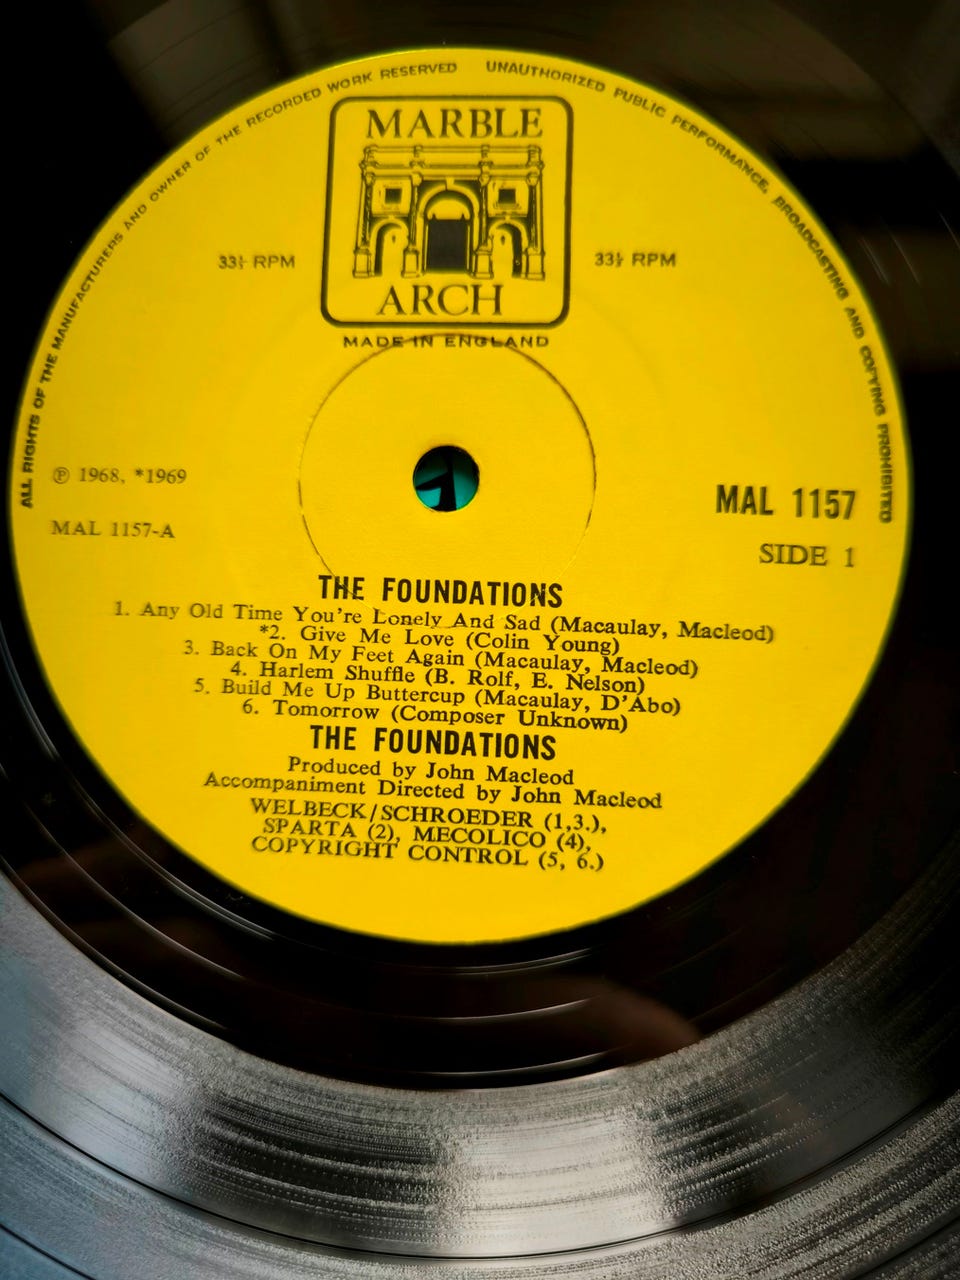 ALL RIGHTS OF THE MANUFACTURERS AND OWNER OF THE RECORDED WORK RESERVED UNAUTHORIZED PUBLIC PERFORMANCE, BROADCASTING AND COPYING PROHIBITED
MARBLE
ARCH
33⅓ RPM
33⅓ RPM
MADE IN ENGLAND
℗ 1968, *1969
MAL 1157-A
MAL 1157
SIDE 1
THE FOUNDATIONS
1. Any Old Time You're Lonely And Sad (Macaulay, Macleod)
*2. Give Me Love (Colin Young)
3. Back On My Feet Again (Macaulay, Macleod)
4. Harlem Shuffle (B. Rolf, E. Nelson)
5. Build Me Up Buttercup (Macaulay, D'Abo)
6. Tomorrow (Composer Unknown)
THE FOUNDATIONS
Produced by John Macleod
Accompaniment Directed by John Macleod
WELBECK/SCHROEDER (1,3.),
SPARTA (2), MECOLICO (4),
COPYRIGHT CONTROL (5, 6.)